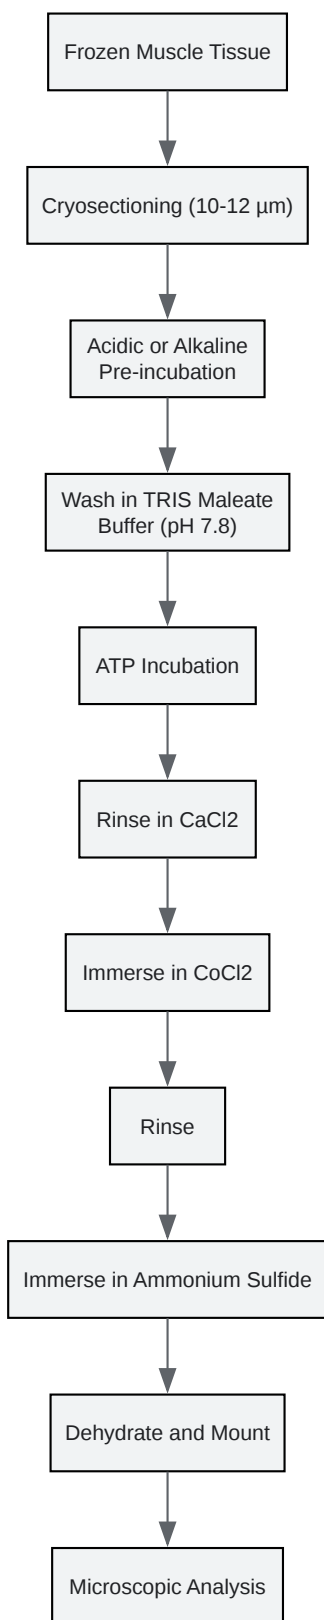 Frozen Muscle Tissue
Cryosectioning (10-12 µm)
Acidic or Alkaline
Pre-incubation
Wash in TRIS Maleate
Buffer (pH 7.8)
ATP Incubation
Rinse in CaCl2
Immerse in CoCl2
Rinse
Immerse in Ammonium Sulfide
Dehydrate and Mount
Microscopic Analysis